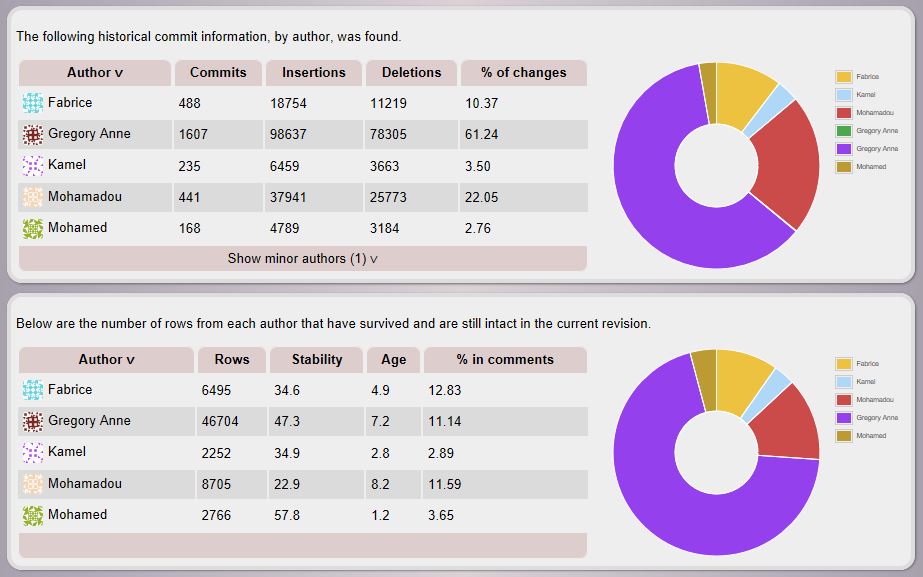 The following historical commit information, by author, was found.
Author ∨ Commits Insertions Deletions % of changes
Fabrice 488 18754 11219 10.37
Gregory Anne 1607 98637 78305 61.24
Kamel 235 6459 3663 3.50
Mohamadou 441 37941 25773 22.05
Mohamed 168 4789 3184 2.76
Show minor authors (1) ∨
Fabrice
Kamel
Mohamadou
Gregory Anne
Gregory Anne
Mohamed
Below are the number of rows from each author that have survived and are still intact in the current revision.
Author ∨ Rows Stability Age % in comments
Fabrice 6495 34.6 4.9 12.83
Gregory Anne 46704 47.3 7.2 11.14
Kamel 2252 34.9 2.8 2.89
Mohamadou 8705 22.9 8.2 11.59
Mohamed 2766 57.8 1.2 3.65
Fabrice
Kamel
Mohamadou
Gregory Anne
Mohamed